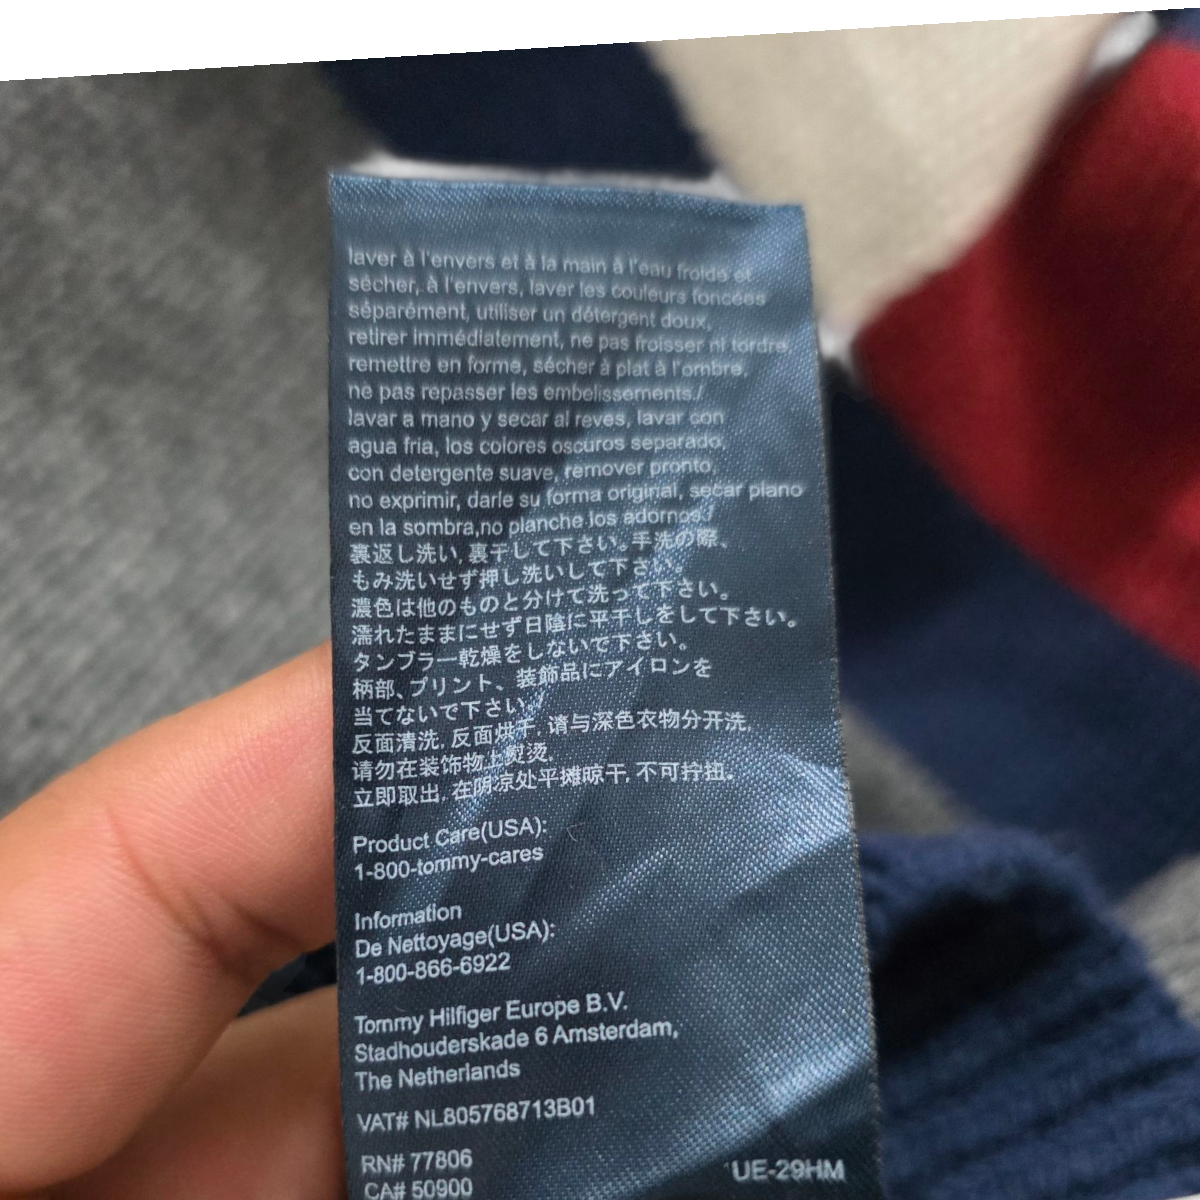 laver à l'envers et à la main à l'eau froide et
sécher, à l'envers, laver les couleurs foncées
séparément, utiliser un détergent doux,
retirer immédiatement, ne pas froisser ni tordre
remettre en forme, sécher à plat à l'ombre,
ne pas repasser les embelissements./
lavar a mano y secar al reves, lavar con
agua fria, los colores oscuros separado,
con detergente suave, remover pronto,
no exprimir, darle su forma original, secar plano
en la sombra,no planche los adornos./
裏返し洗い, 裏干して下さい。手洗の際、
もみ洗いせず押し洗いして下さい。
濃色は他のものと分けて洗って下さい。
濡れたままにせず日陰に平干しをして下さい。
タンブラー乾燥をしないで下さい。
柄部、プリント、装飾品にアイロンを
当てないで下さい。
反面清洗, 反面烘干, 请与深色衣物分开洗,
请勿在装饰物上熨烫,
立即取出, 在阴凉处平摊晾干, 不可拧扭。
Product Care(USA):
1-800-tommy-cares
Information
De Nettoyage(USA):
1-800-866-6922
Tommy Hilfiger Europe B.V.
Stadhouderskade 6 Amsterdam,
The Netherlands
VAT# NL805768713B01
RN# 77806
CA# 50900
UE-29HM